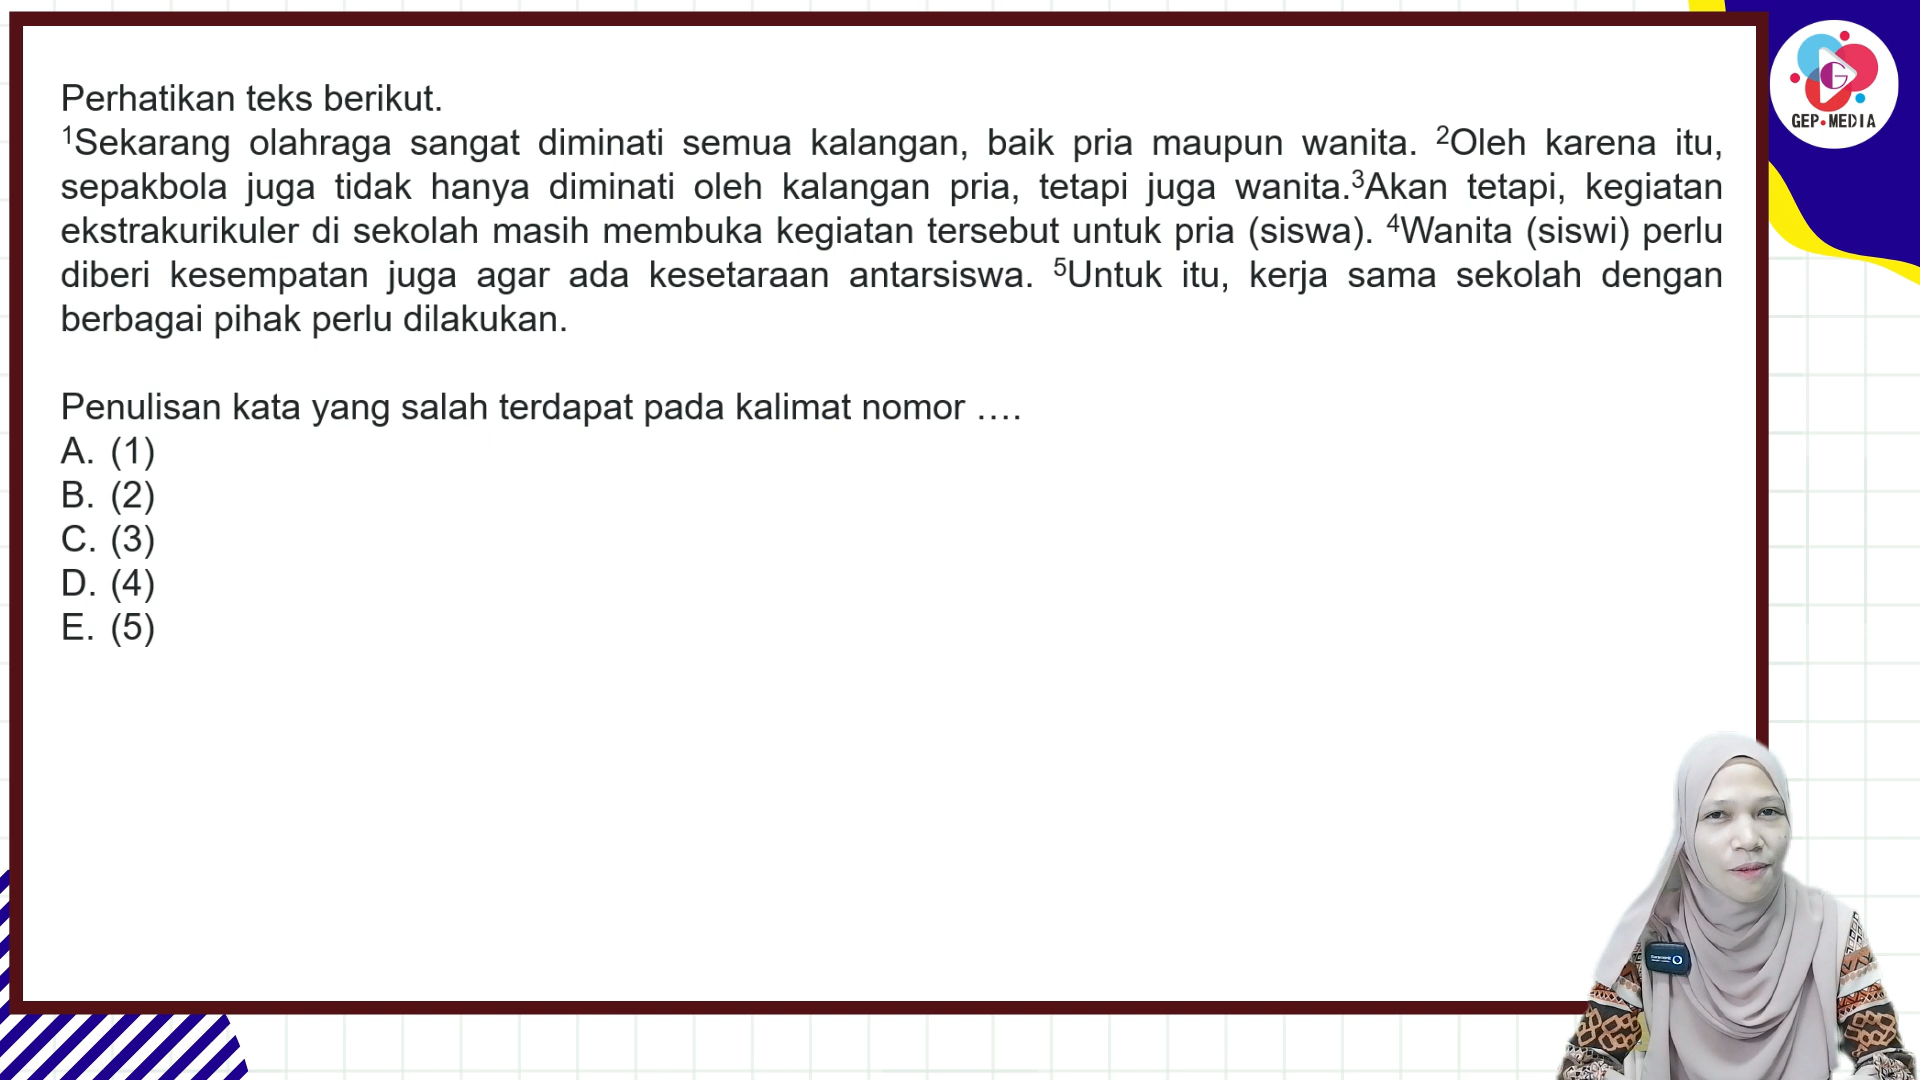 Perhatikan teks berikut.
¹Sekarang olahraga sangat diminati semua kalangan, baik pria maupun wanita. ²Oleh karena itu,
sepakbola juga tidak hanya diminati oleh kalangan pria, tetapi juga wanita.³Akan tetapi, kegiatan
ekstrakurikuler di sekolah masih membuka kegiatan tersebut untuk pria (siswa). ⁴Wanita (siswi) perlu
diberi kesempatan juga agar ada kesetaraan antarsiswa. ⁵Untuk itu, kerja sama sekolah dengan
berbagai pihak perlu dilakukan.
Penulisan kata yang salah terdapat pada kalimat nomor ….
A. (1)
B. (2)
C. (3)
D. (4)
E. (5)
G
GEP•MEDIA